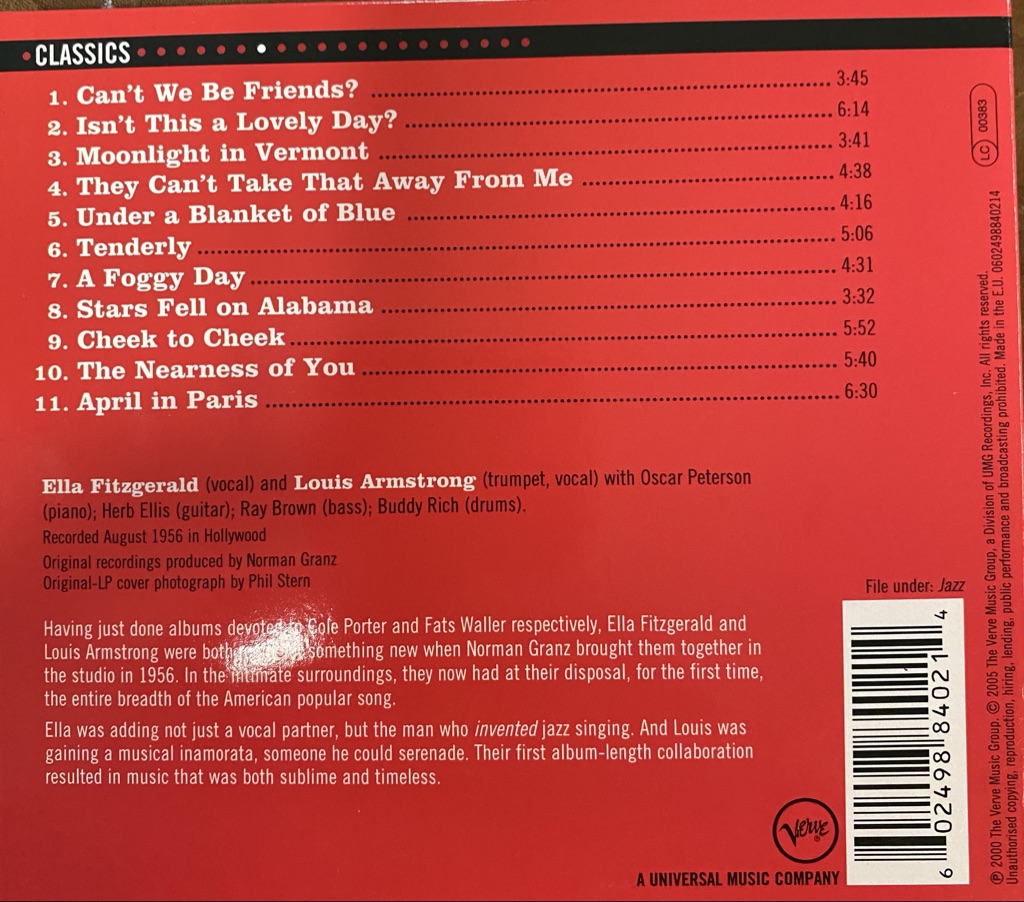 CLASSICS
1. Can't We Be Friends? 3:45
2. Isn't This a Lovely Day? 6:14
3. Moonlight in Vermont 3:41
4. They Can't Take That Away From Me 4:38
5. Under a Blanket of Blue 4:16
6. Tenderly 5:06
7. A Foggy Day 4:31
8. Stars Fell on Alabama 3:32
9. Cheek to Cheek 5:52
10. The Nearness of You 5:40
11. April in Paris 6:30
Ella Fitzgerald (vocal) and Louis Armstrong (trumpet, vocal) with Oscar Peterson
(piano); Herb Ellis (guitar); Ray Brown (bass); Buddy Rich (drums).
Recorded August 1956 in Hollywood
Original recordings produced by Norman Granz
Original-LP cover photograph by Phil Stern
Having just done albums devoted to Cole Porter and Fats Waller respectively, Ella Fitzgerald and
Louis Armstrong were both something new when Norman Granz brought them together in
the studio in 1956. In the intimate surroundings, they now had at their disposal, for the first time,
the entire breadth of the American popular song.
Ella was adding not just a vocal partner, but the man who invented jazz singing. And Louis was
gaining a musical inamorata, someone he could serenade. Their first album-length collaboration
resulted in music that was both sublime and timeless.
File under: Jazz
6 02498 84021 4
Verve
A UNIVERSAL MUSIC COMPANY
LC 00383
℗ 2000 The Verve Music Group. © 2005 The Verve Music Group, a Division of UMG Recordings, Inc. All rights reserved.
Unauthorised copying, reproduction, hiring, lending, public performance and broadcasting prohibited. Made in the E.U. 0602498840214